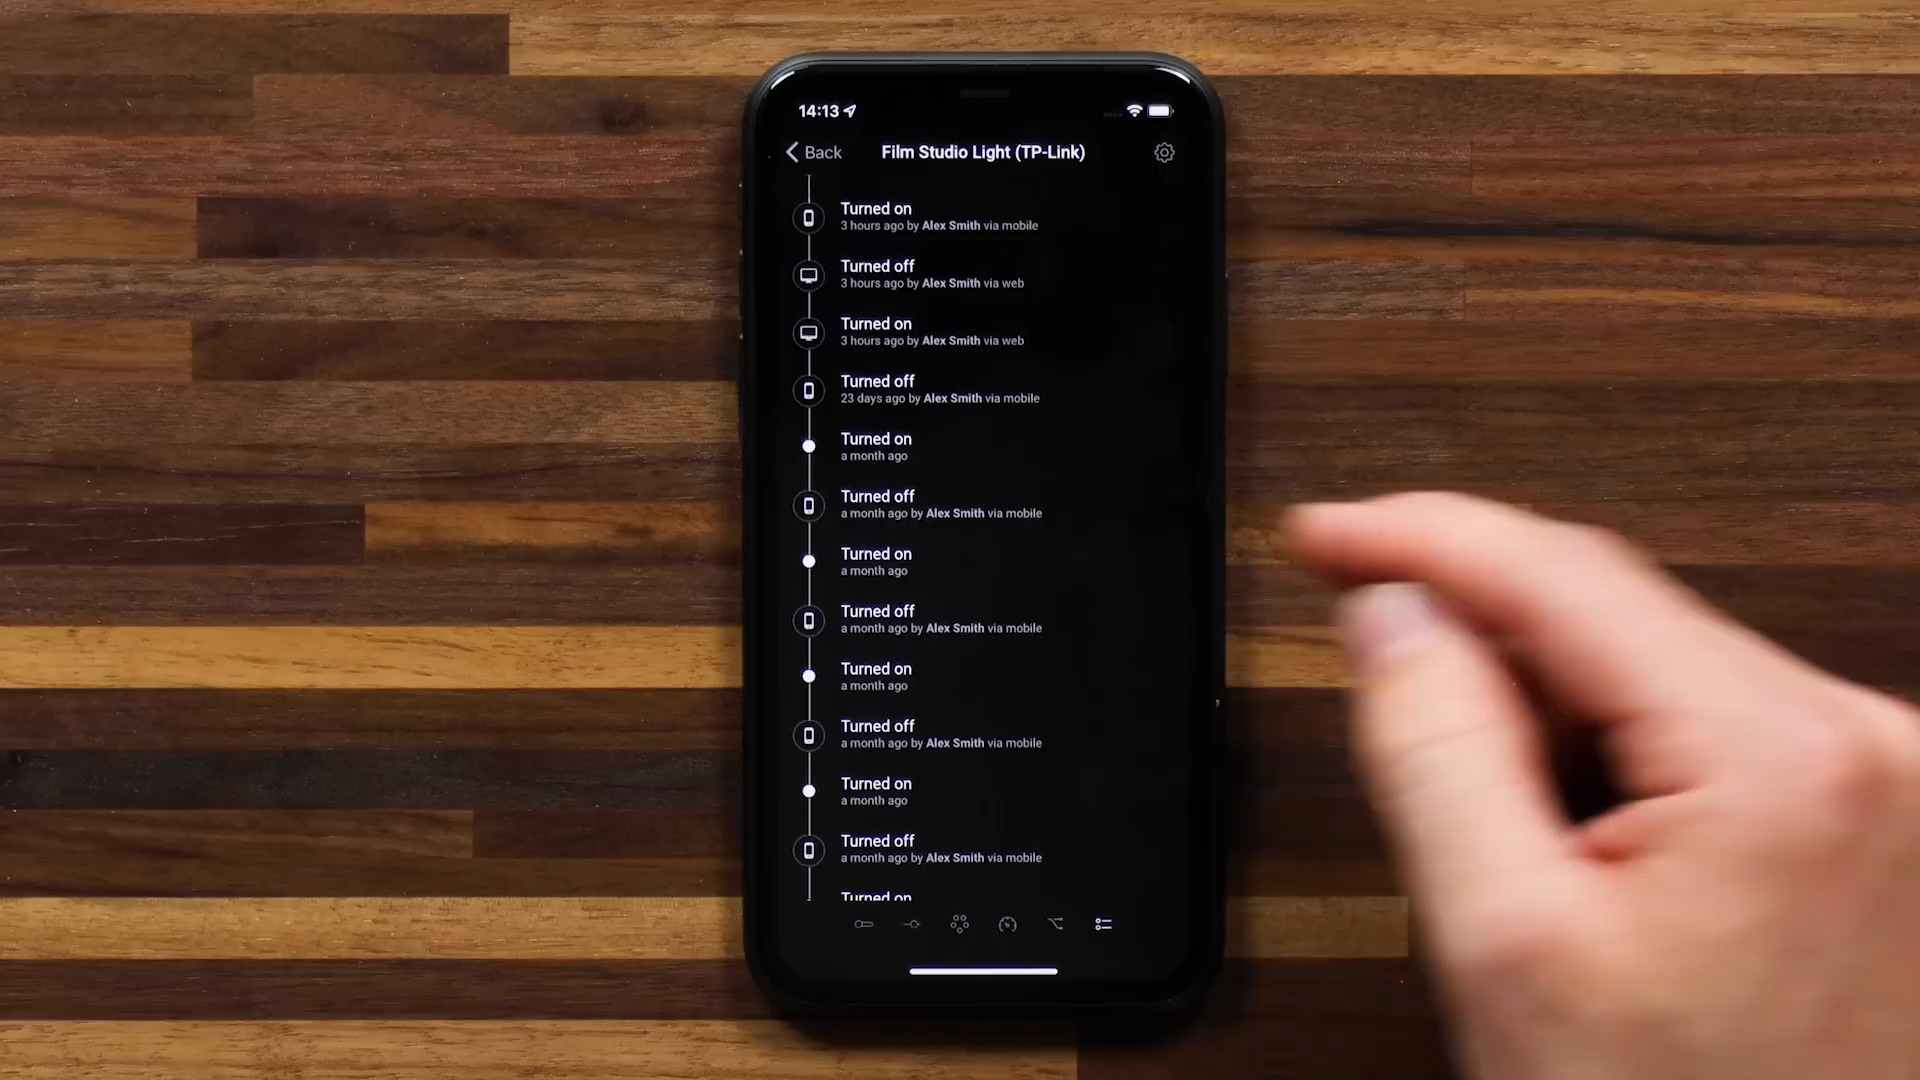 14:13
Back
Film Studio Light (TP-Link)
Turned on
3 hours ago by Alex Smith via mobile
Turned off
3 hours ago by Alex Smith via web
Turned on
3 hours ago by Alex Smith via web
Turned off
23 days ago by Alex Smith via mobile
Turned on
a month ago
Turned off
a month ago by Alex Smith via mobile
Turned on
a month ago
Turned off
a month ago by Alex Smith via mobile
Turned on
a month ago
Turned off
a month ago by Alex Smith via mobile
Turned on
a month ago
Turned off
a month ago by Alex Smith via mobile
Turned on